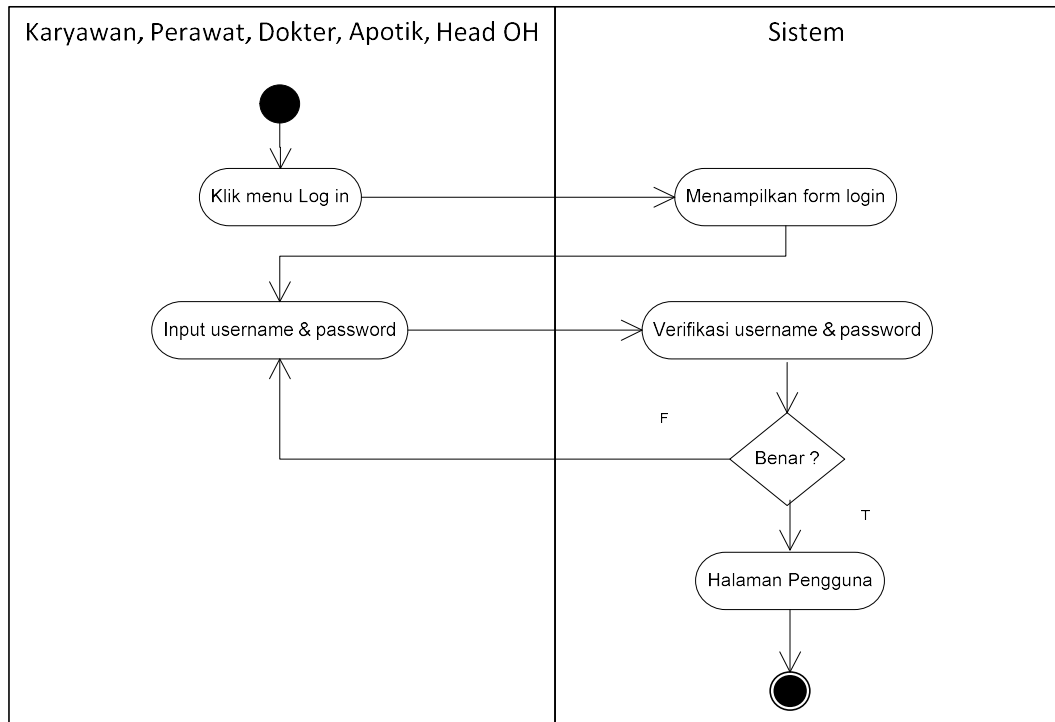 Karyawan, Perawat, Dokter, Apotik, Head OH
Sistem
Klik menu Log in
Menampilkan form login
Input username & password
Verifikasi username & password
F
Benar ?
T
Halaman Pengguna